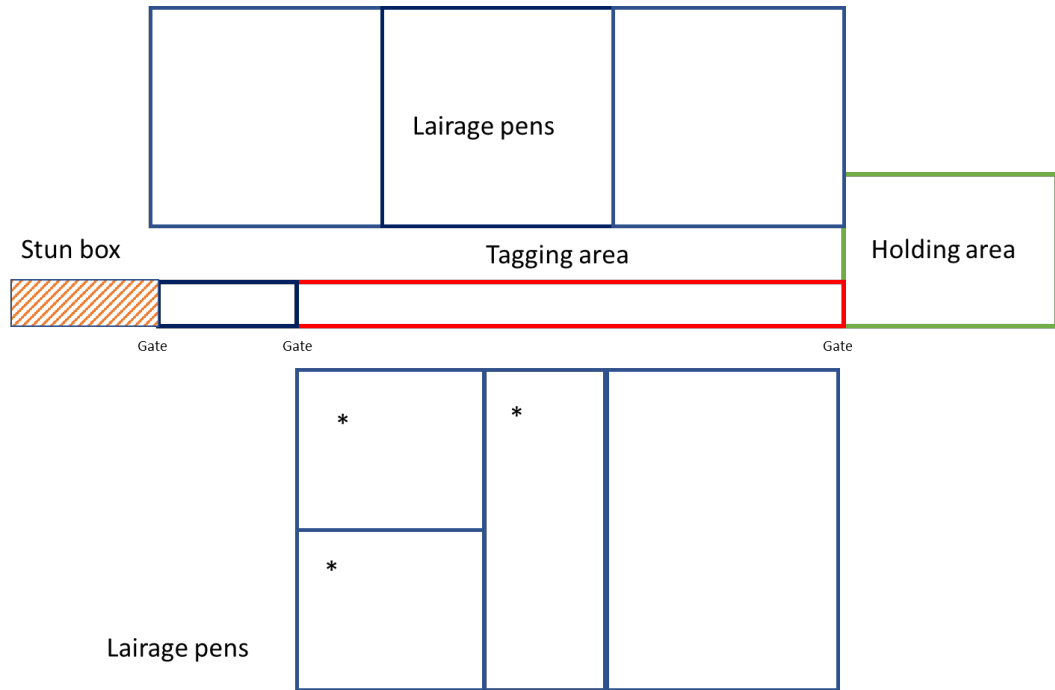 Lairage pens
Stun box
Tagging area
Holding area
Gate
Gate
Gate
*
*
*
Lairage pens